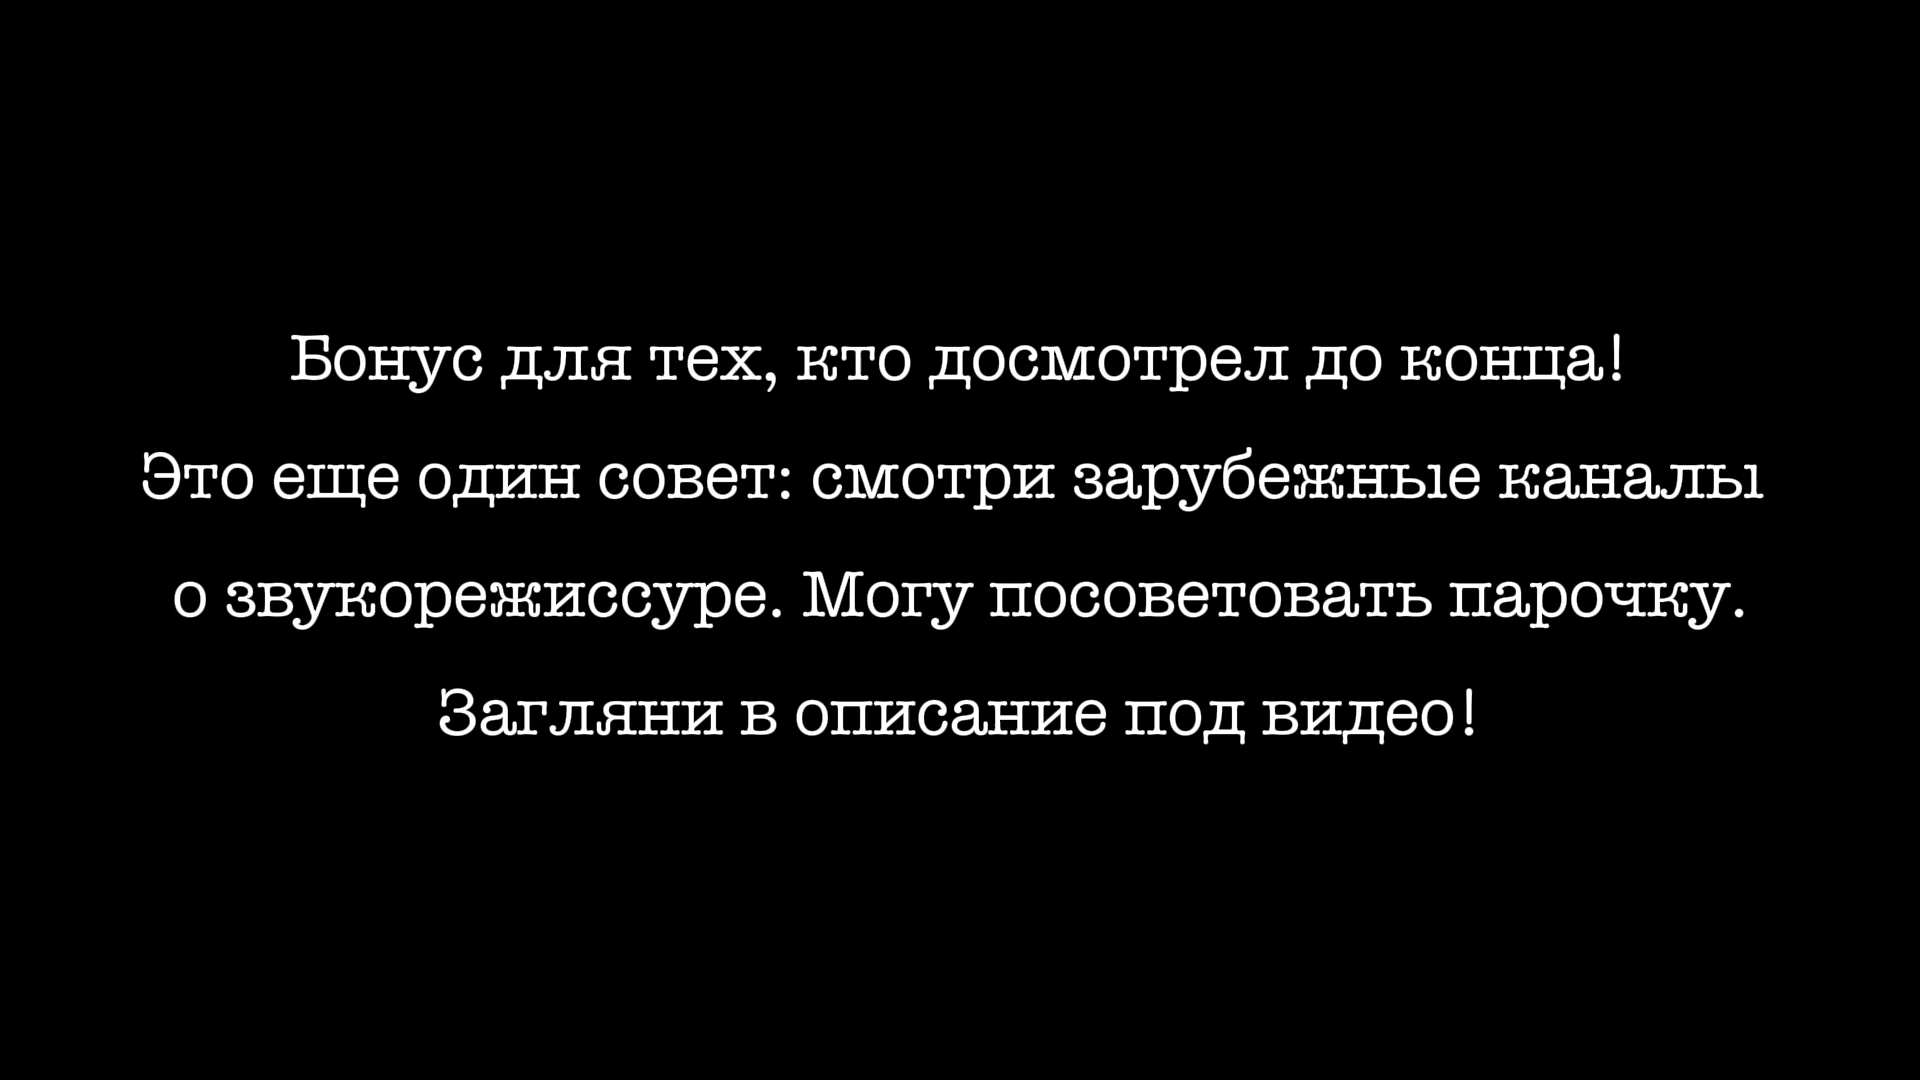 Бонус для тех, кто досмотрел до конца!
Это еще один совет: смотри зарубежные каналы
о звукорежиссуре. Могу посоветовать парочку.
Загляни в описание под видео!